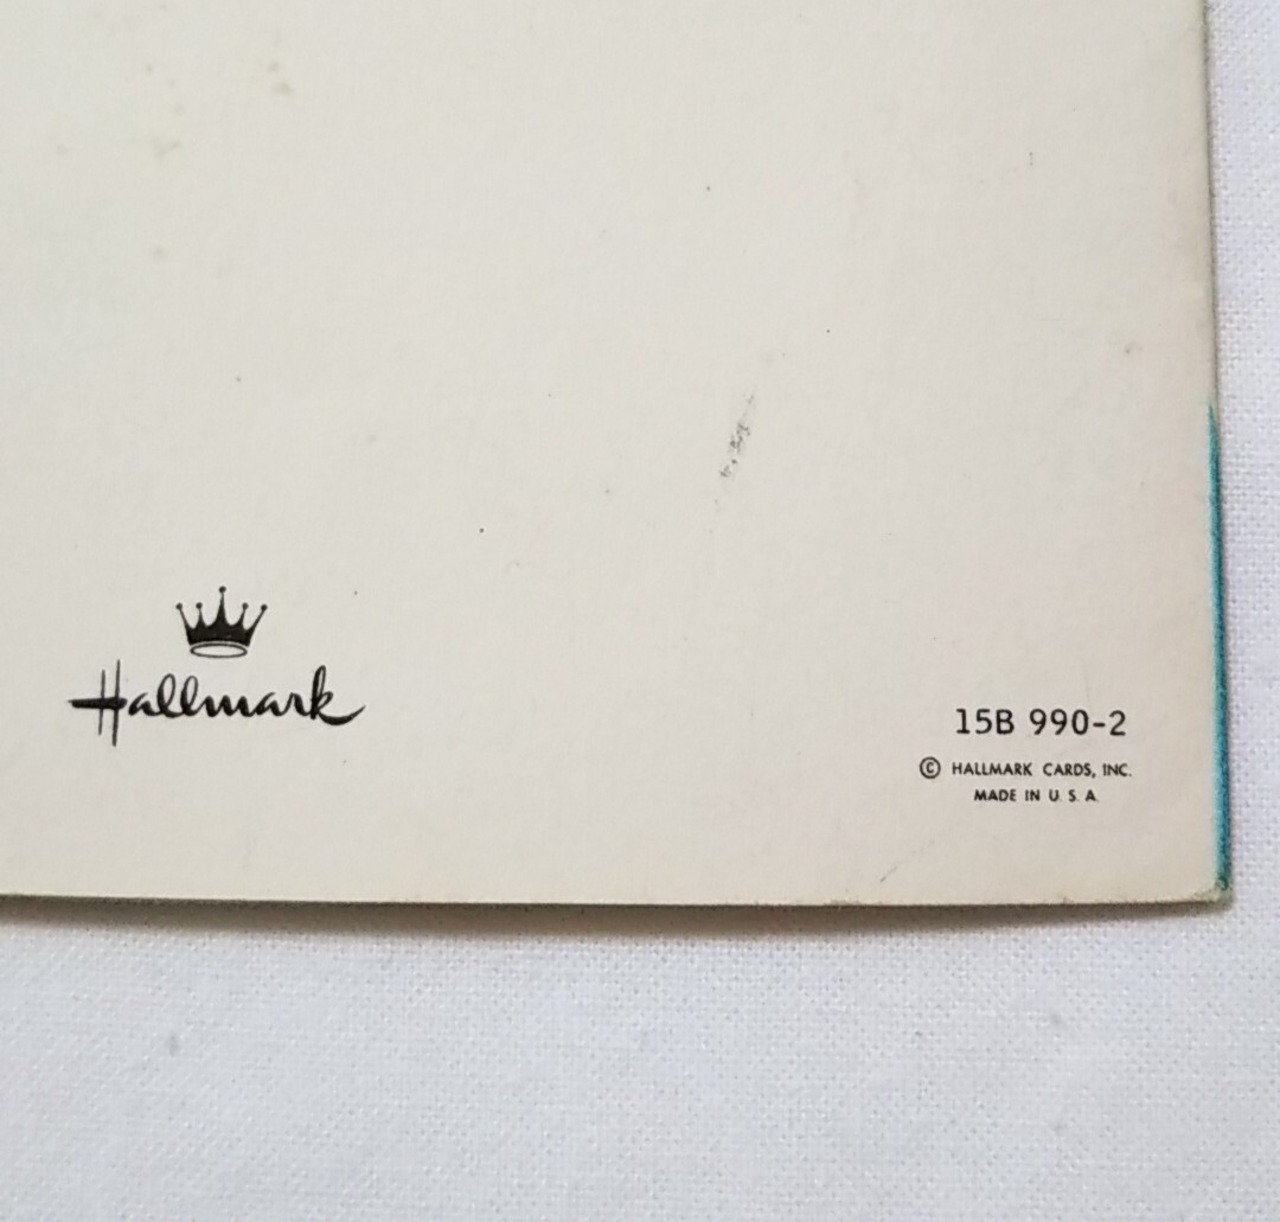 Hallmark
15B 990-2
© HALLMARK CARDS, INC.
MADE IN U. S. A.